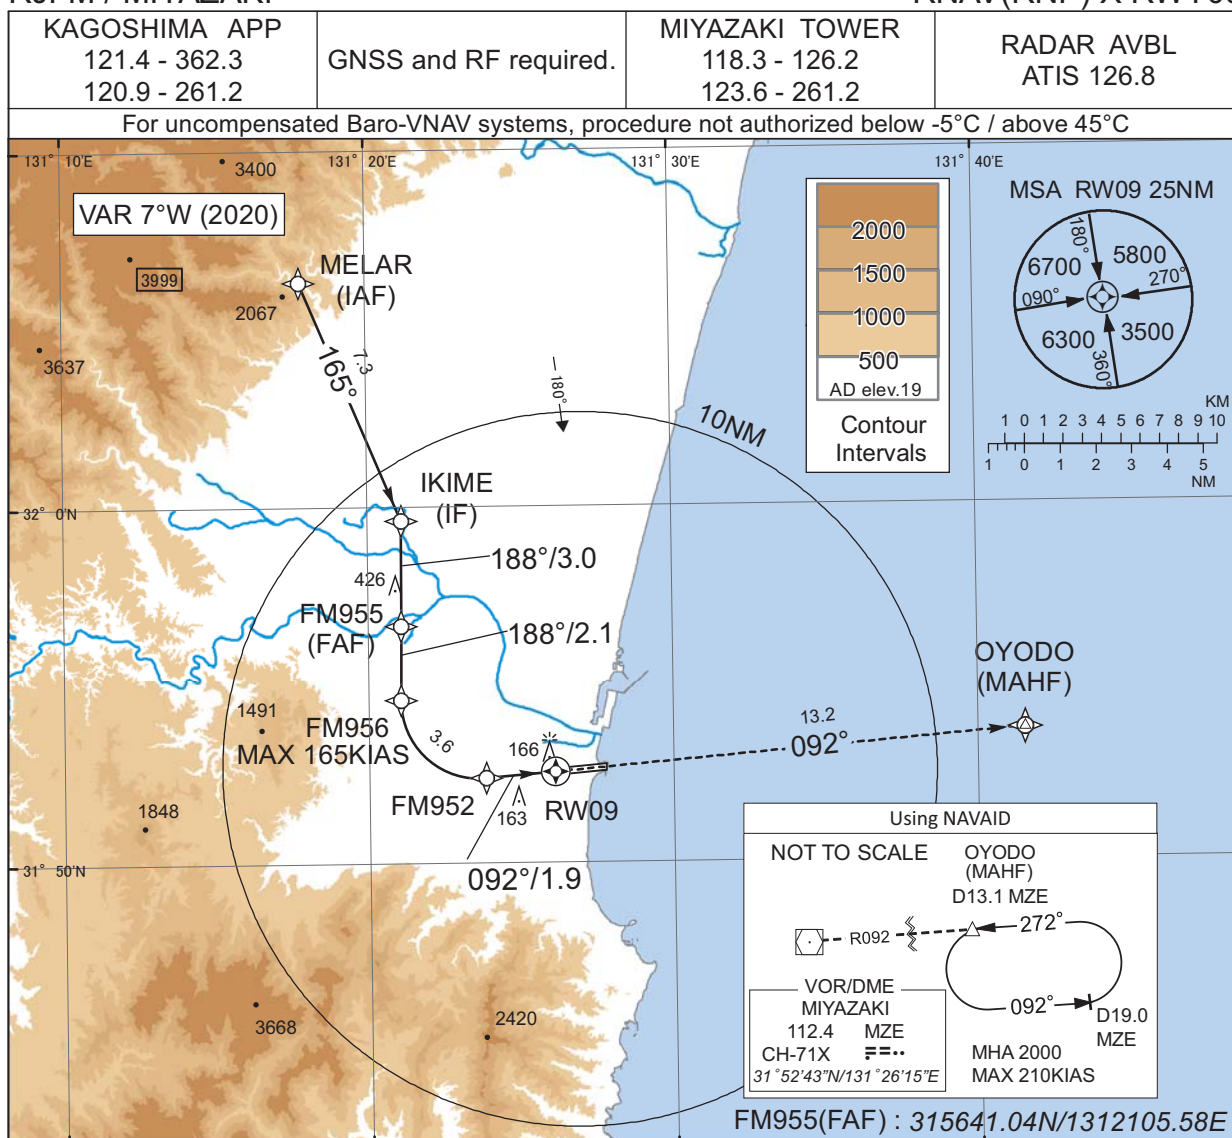 KAGOSHIMA APP
121.4 - 362.3
120.9 - 261.2
GNSS and RF required.
MIYAZAKI TOWER
118.3 - 126.2
123.6 - 261.2
RADAR AVBL
ATIS 126.8
For uncompensated Baro-VNAV systems, procedure not authorized below -5°C / above 45°C
131° 10'E
131° 20'E
131° 30'E
131° 40'E
3400
VAR 7°W (2020)
3999
MELAR
(IAF)
2067
3637
7.3
165°
180°
10NM
2000
1500
1000
500
AD elev.19
Contour
Intervals
MSA RW09 25NM
180°
6700
5800
270°
090°
6300
3500
360°
KM
1 0 1 2 3 4 5 6 7 8 9 10
1 0 1 2 3 4 5
NM
32° 0'N
IKIME
(IF)
188°/3.0
426
FM955
(FAF)
188°/2.1
OYODO
(MAHF)
1491
FM956
MAX 165KIAS
3.6
166
13.2
092°
FM952
163
RW09
1848
31° 50'N
092°/1.9
3668
2420
Using NAVAID
NOT TO SCALE
OYODO
(MAHF)
D13.1 MZE
R092
272°
092°
D19.0
MZE
VOR/DME
MIYAZAKI
112.4 MZE
CH-71X
31°52'43"N/131°26'15"E
MHA 2000
MAX 210KIAS
FM955(FAF) : 315641.04N/1312105.58E